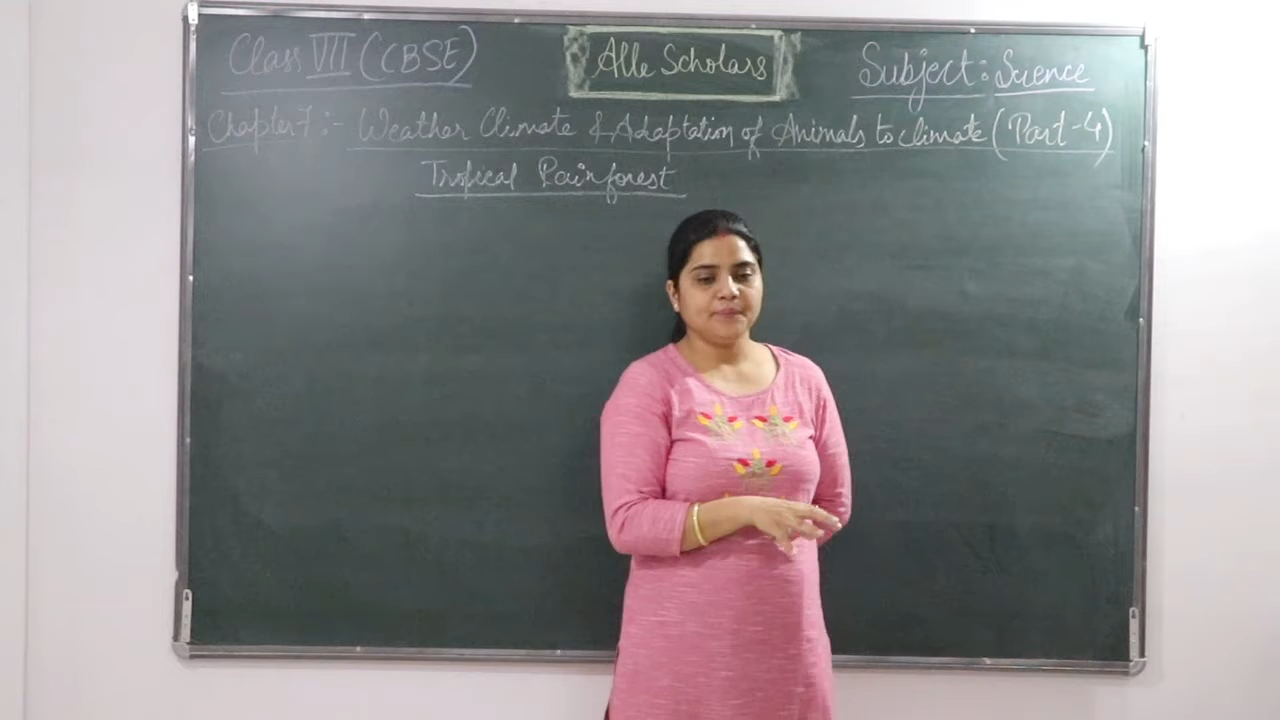 Class VII (CBSE)
Alle Scholars
Subject: Science
Chapter-7 :- Weather Climate & Adaptation of Animals to climate (Part-4)
Tropical Rainforest